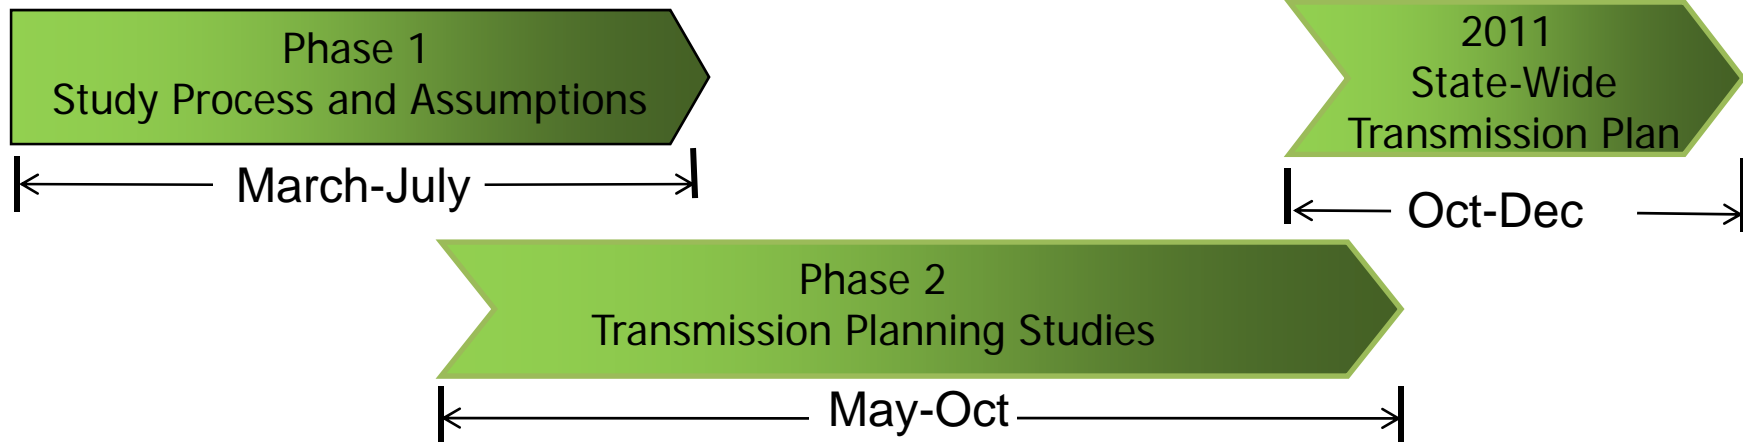 Phase 1
Study Process and Assumptions
March-July
2011
State-Wide
Transmission Plan
Oct-Dec
Phase 2
Transmission Planning Studies
May-Oct